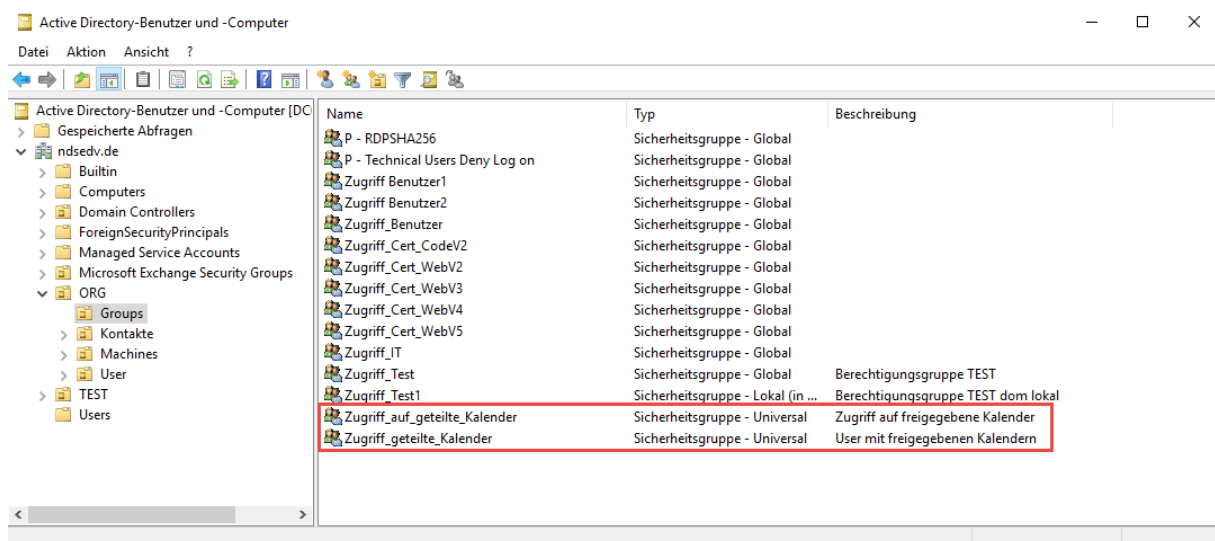 Active Directory-Benutzer und -Computer
Datei Aktion Ansicht ?
Active Directory-Benutzer und -Computer [DC
Gespeicherte Abfragen
ndsedv.de
Builtin
Computers
Domain Controllers
ForeignSecurityPrincipals
Managed Service Accounts
Microsoft Exchange Security Groups
ORG
Groups
Kontakte
Machines
User
TEST
Users
Name Typ Beschreibung
P - RDPSHA256 Sicherheitsgruppe - Global
P - Technical Users Deny Log on Sicherheitsgruppe - Global
Zugriff Benutzer1 Sicherheitsgruppe - Global
Zugriff Benutzer2 Sicherheitsgruppe - Global
Zugriff_Benutzer Sicherheitsgruppe - Global
Zugriff_Cert_CodeV2 Sicherheitsgruppe - Global
Zugriff_Cert_WebV2 Sicherheitsgruppe - Global
Zugriff_Cert_WebV3 Sicherheitsgruppe - Global
Zugriff_Cert_WebV4 Sicherheitsgruppe - Global
Zugriff_Cert_WebV5 Sicherheitsgruppe - Global
Zugriff_IT Sicherheitsgruppe - Global
Zugriff_Test Sicherheitsgruppe - Global Berechtigungsgruppe TEST
Zugriff_Test1 Sicherheitsgruppe - Lokal (in ... Berechtigungsgruppe TEST dom lokal
Zugriff_auf_geteilte_Kalender Sicherheitsgruppe - Universal Zugriff auf freigegebene Kalender
Zugriff_geteilte_Kalender Sicherheitsgruppe - Universal User mit freigegebenen Kalendern